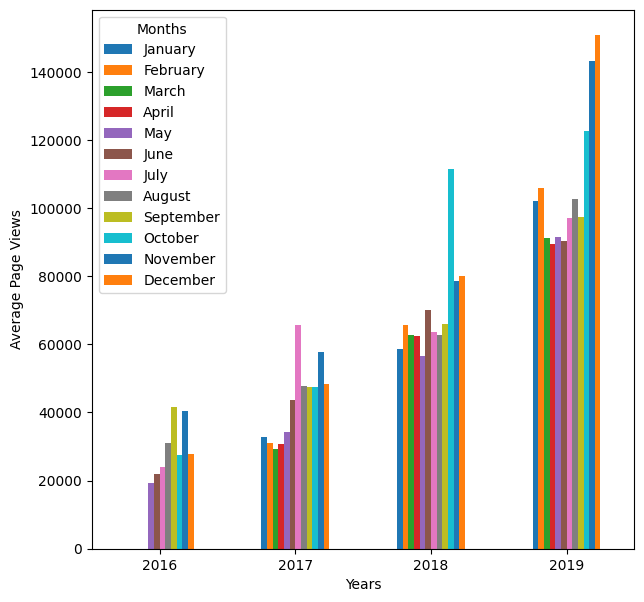 Months
January
February
March
April
May
June
July
August
September
October
November
December
140000
120000
100000
80000
60000
40000
20000
0
Average Page Views
2016 2017 2018 2019
Years